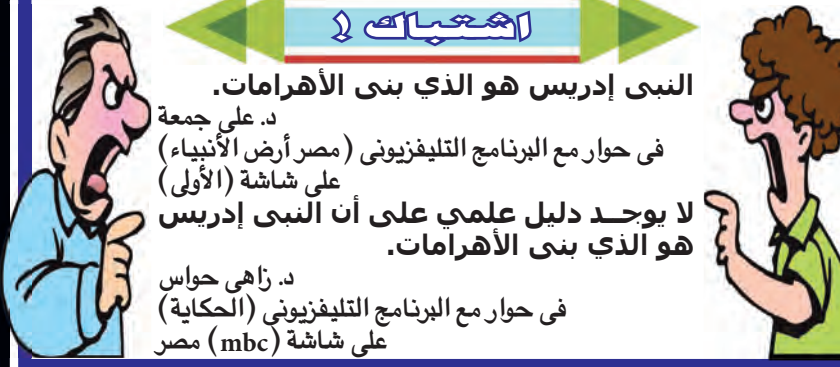 اشتباك !
النبى إدريس هو الذي بنى الأهرامات.
د. على جمعة
فى حوار مع البرنامج التليفزيونى (مصر أرض الأنبياء)
على شاشة (الأولى)
لا يوجــد دليل علمي على أن النبى إدريس
هو الذي بنى الأهرامات.
د. زاهى حواس
فى حوار مع البرنامج التليفزيونى (الحكاية)
على شاشة (mbc) مصر